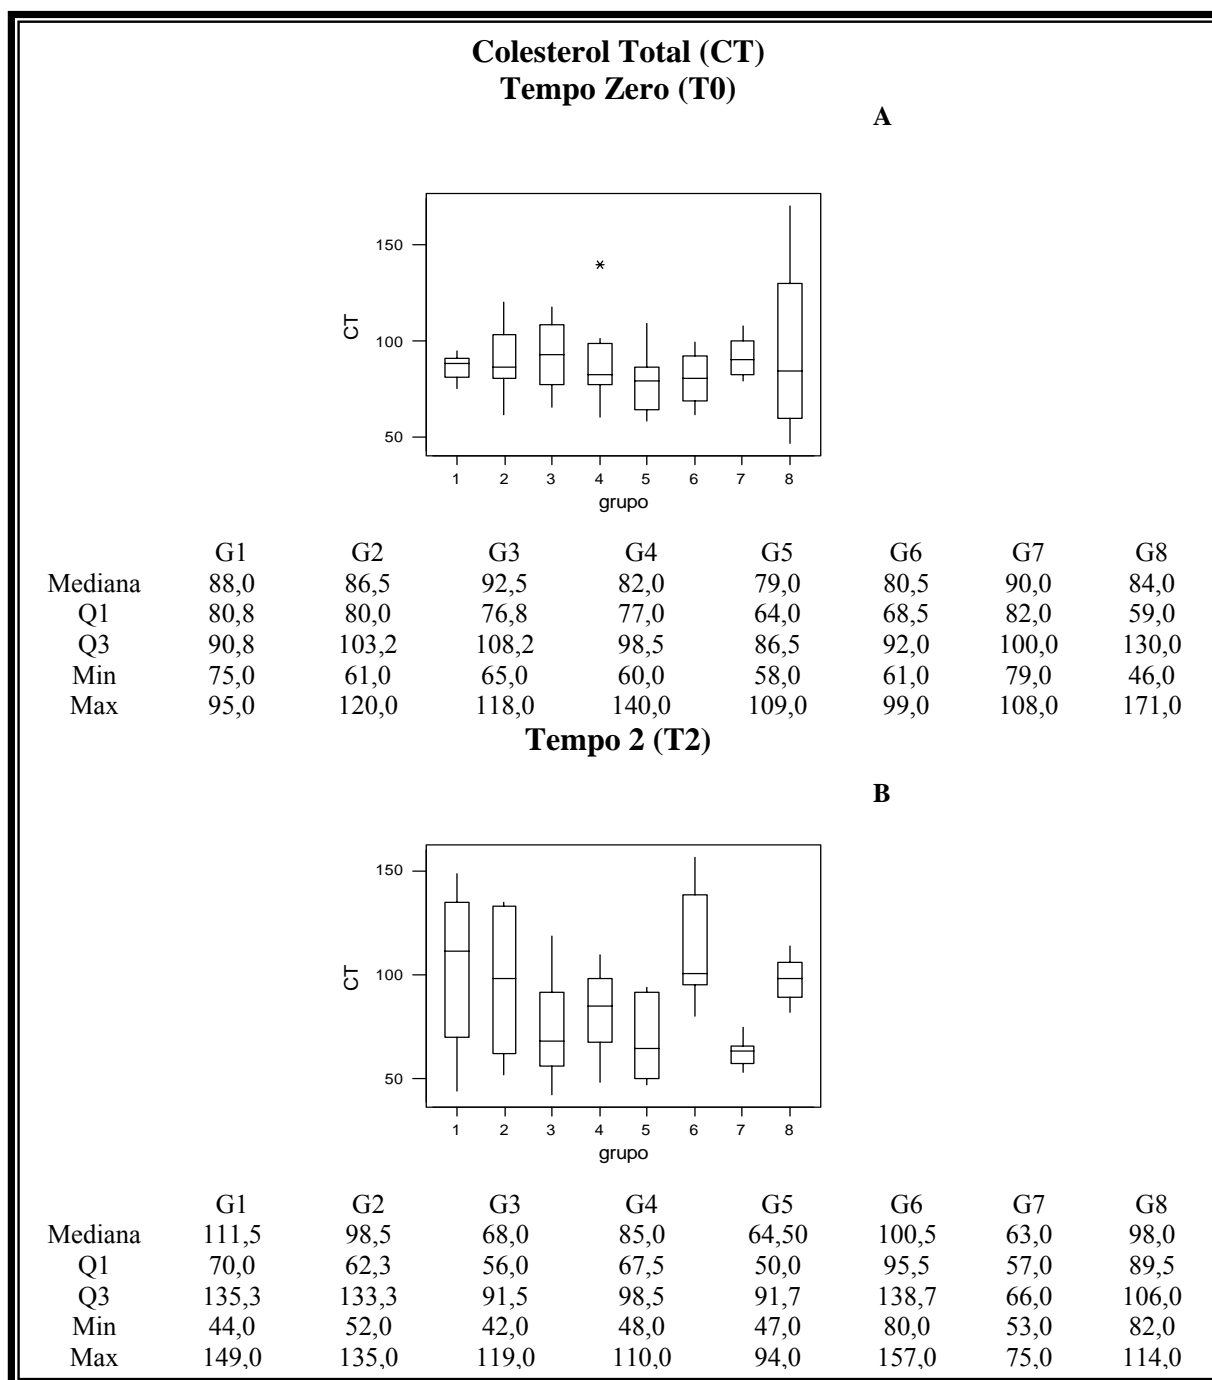 Colesterol Total (CT)
Tempo Zero (T0)
A
150
100
50
CT
1 2 3 4 5 6 7 8
grupo
G1 G2 G3 G4 G5 G6 G7 G8
Mediana 88,0 86,5 92,5 82,0 79,0 80,5 90,0 84,0
Q1 80,8 80,0 76,8 77,0 64,0 68,5 82,0 59,0
Q3 90,8 103,2 108,2 98,5 86,5 92,0 100,0 130,0
Min 75,0 61,0 65,0 60,0 58,0 61,0 79,0 46,0
Max 95,0 120,0 118,0 140,0 109,0 99,0 108,0 171,0
Tempo 2 (T2)
B
150
100
50
CT
1 2 3 4 5 6 7 8
grupo
G1 G2 G3 G4 G5 G6 G7 G8
Mediana 111,5 98,5 68,0 85,0 64,50 100,5 63,0 98,0
Q1 70,0 62,3 56,0 67,5 50,0 95,5 57,0 89,5
Q3 135,3 133,3 91,5 98,5 91,7 138,7 66,0 106,0
Min 44,0 52,0 42,0 48,0 47,0 80,0 53,0 82,0
Max 149,0 135,0 119,0 110,0 94,0 157,0 75,0 114,0